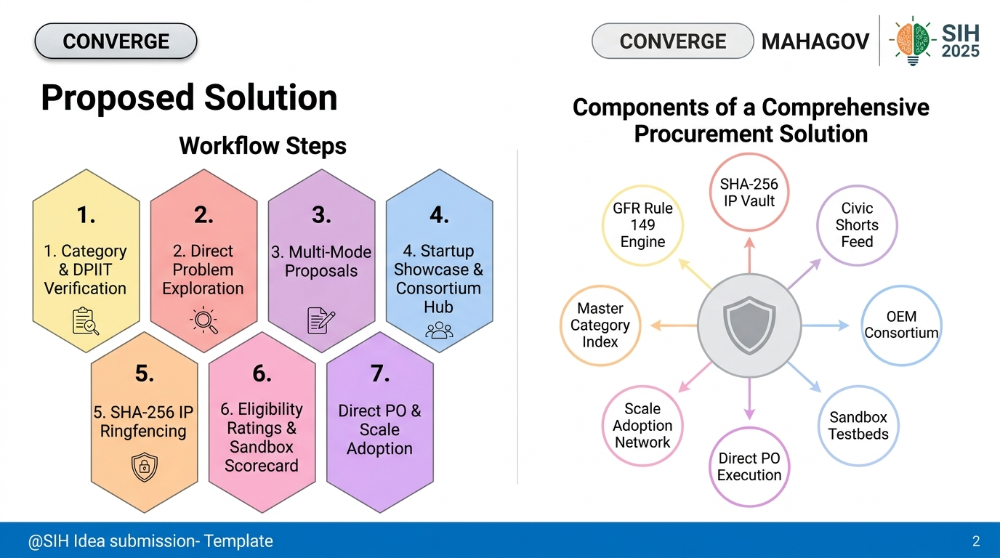 CONVERGE
CONVERGE
MAHAGOV
SIH
2025
Proposed Solution
Workflow Steps
1.
1. Category
& DPIIT
Verification
2.
2. Direct
Problem
Exploration
3.
3. Multi-Mode
Proposals
4.
4. Startup
Showcase &
Consortium
Hub
5.
5. SHA-256 IP
Ringfencing
6.
6. Eligibility
Ratings &
Sandbox
Scorecard
7.
Direct PO &
Scale
Adoption
Components of a Comprehensive
Procurement Solution
SHA-256
IP Vault
Civic
Shorts
Feed
OEM
Consortium
Sandbox
Testbeds
Direct PO
Execution
Scale
Adoption
Network
Master
Category
Index
GFR Rule
149
Engine
@SIH Idea submission- Template
2